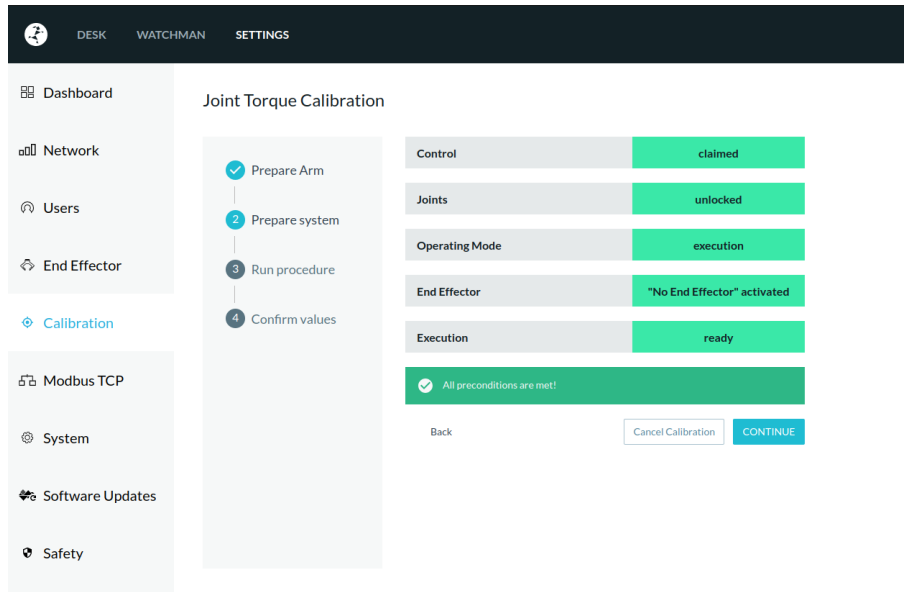 DESK WATCHMAN SETTINGS
Dashboard
Network
Users
End Effector
Calibration
Modbus TCP
System
Software Updates
Safety
Joint Torque Calibration
Prepare Arm
2 Prepare system
3 Run procedure
4 Confirm values
Control claimed
Joints unlocked
Operating Mode execution
End Effector "No End Effector" activated
Execution ready
All preconditions are met!
Back Cancel Calibration CONTINUE